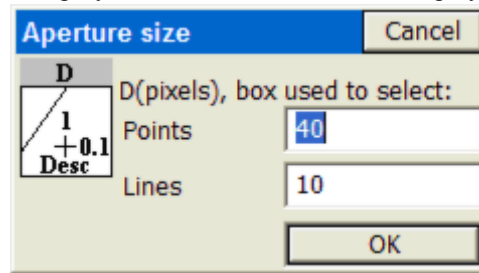 Aperture size Cancel
D
D(pixels), box used to select:
1
+0.1
Desc
Points 40
Lines 10
OK